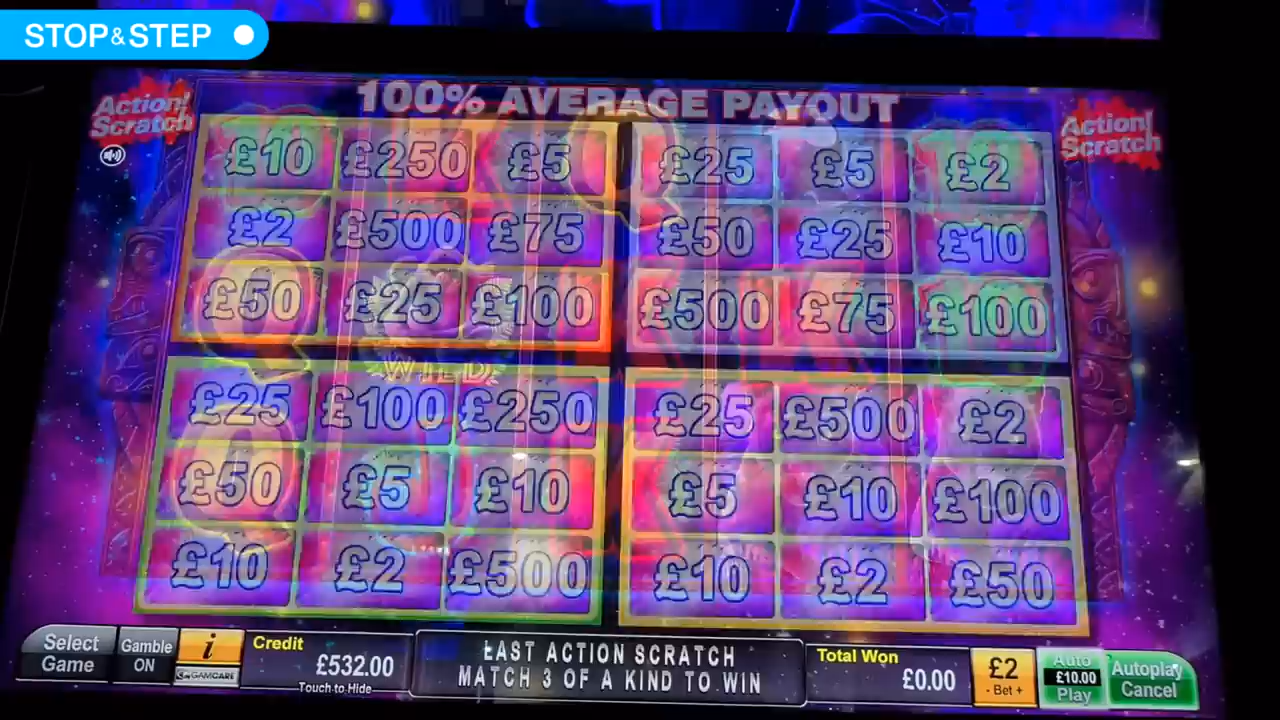 STOP&STEP
100% AVERAGE PAYOUT
Action!
Scratch
Action!
Scratch
£10 £250 £5
£2 £500 £75
£50 £25 £100
£25 £5 £2
£50 £25 £10
£500 £75 £100
WILD
£25 £100 £250
£50 £5 £10
£10 £2 £500
£25 £500 £2
£5 £10 £100
£10 £2 £50
Select
Game
Gamble
ON
i
GAMCARE
Credit
£532.00
Touch to Hide
LAST ACTION SCRATCH
MATCH 3 OF A KIND TO WIN
Total Won
£0.00
£2
- Bet +
Auto
£10.00
Play
Autoplay
Cancel